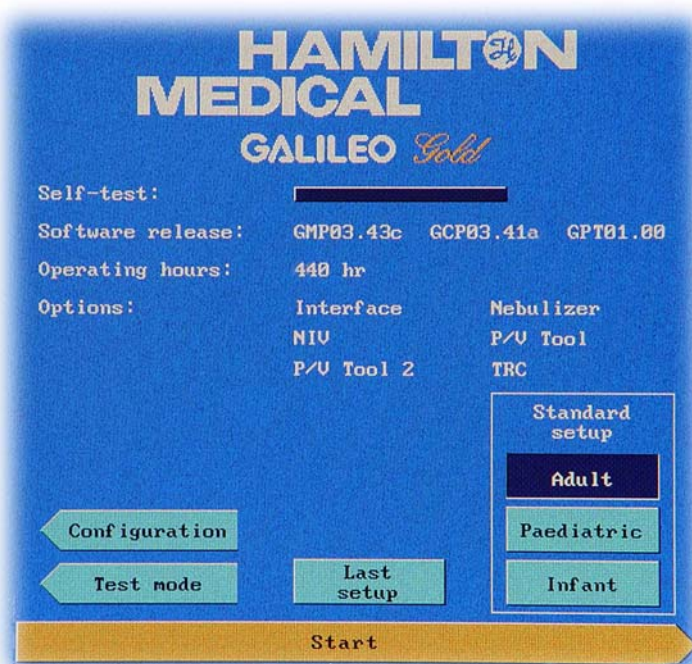 HAMILTON
MEDICAL
GALILEO Gold
Self-test:
Software release: GMP03.43c GCP03.41a GPT01.00
Operating hours: 440 hr
Options: Interface Nebulizer
NIV P/V Tool
P/V Tool 2 TRC
Standard
setup
Adult
Configuration
Paediatric
Test mode
Last
setup
Infant
Start